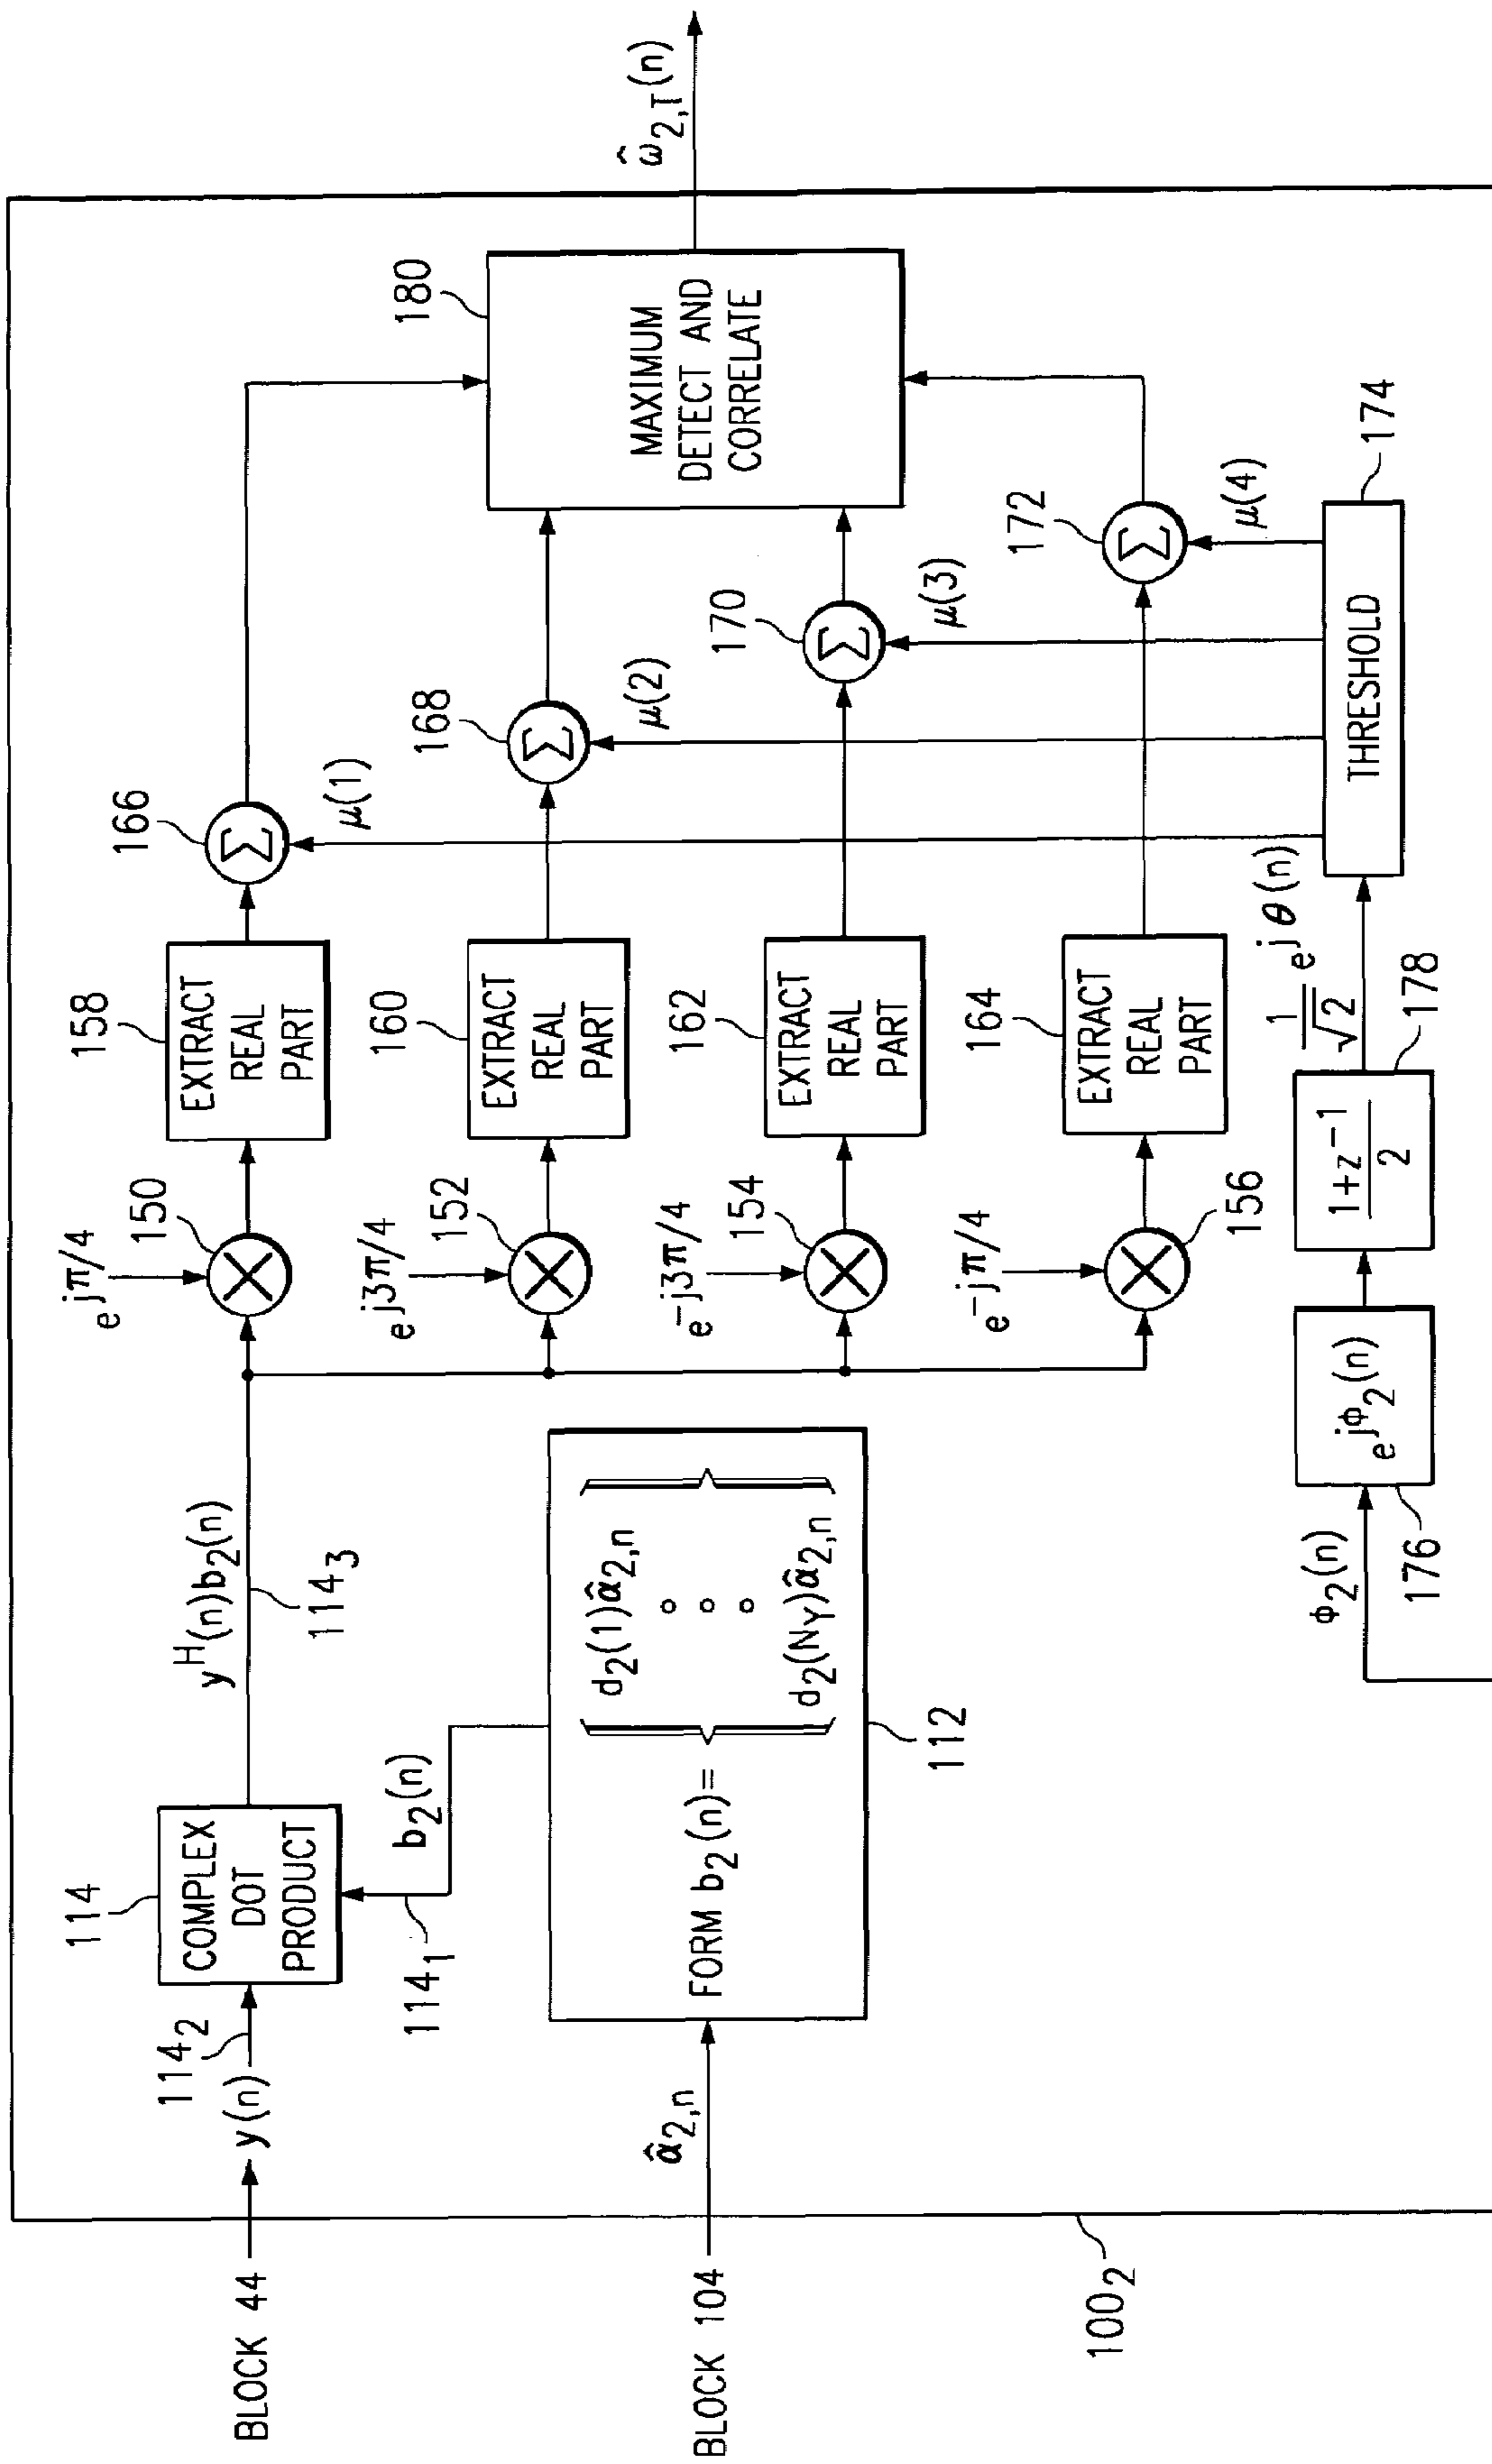 BLOCK 44
y(n)
114₂
114
COMPLEX
DOT
PRODUCT
y^H(n)b₂(n)
114₃
114₁
b₂(n)
BLOCK 104
α̂₂,ₙ
FORM b₂(n)=
d₂(1)α̂₂,ₙ
d₂(N_Y)α̂₂,ₙ
112
e^{jπ/4}
150
158
EXTRACT
REAL
PART
166
Σ
μ(1)
e^{j3π/4}
152
160
EXTRACT
REAL
PART
168
Σ
μ(2)
e^{-j3π/4}
154
162
EXTRACT
REAL
PART
170
Σ
μ(3)
e^{-jπ/4}
156
164
EXTRACT
REAL
PART
172
Σ
μ(4)
180
MAXIMUM
DETECT AND
CORRELATE
ω̂₂,T(n)
ϕ₂(n)
176
e^{jϕ₂(n)}
1+z⁻¹
2
178
1/√2 e^{jθ(n)}
THRESHOLD
174
100₂